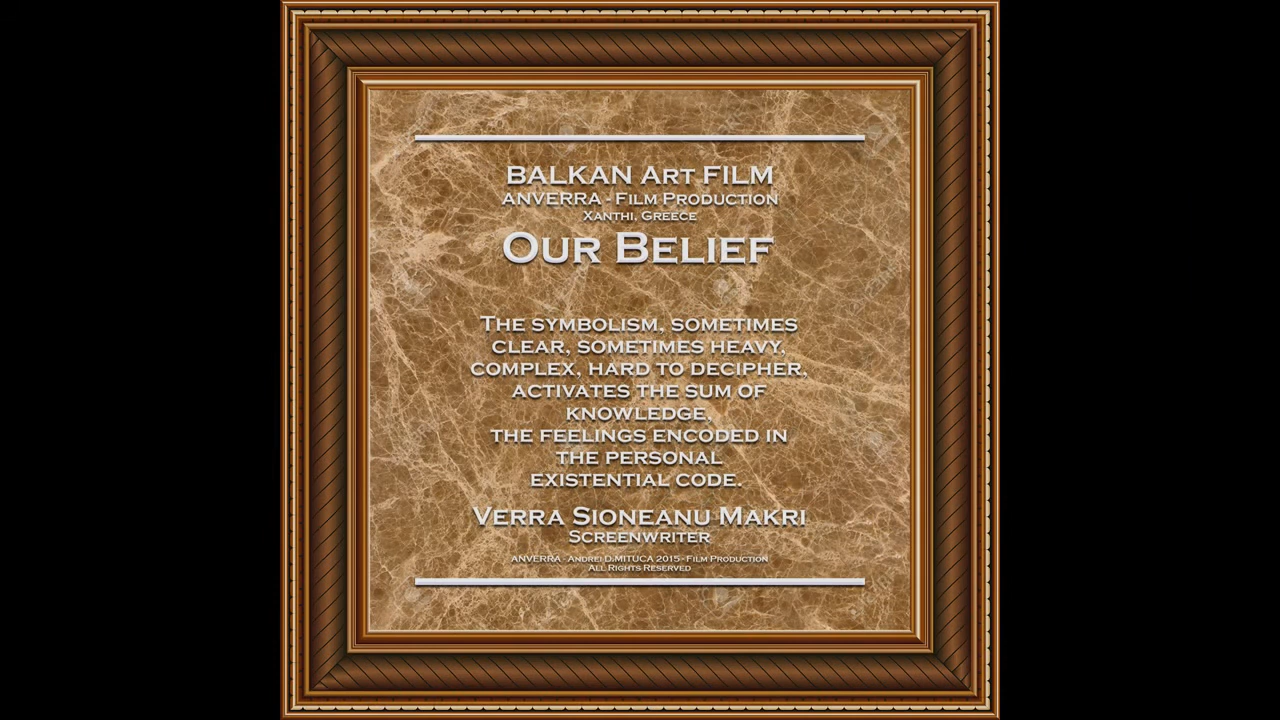 BALKAN ART FILM
ANVERRA - FILM PRODUCTION
XANTHI, GREECE
OUR BELIEF
THE SYMBOLISM, SOMETIMES
CLEAR, SOMETIMES HEAVY,
COMPLEX, HARD TO DECIPHER,
ACTIVATES THE SUM OF
KNOWLEDGE,
THE FEELINGS ENCODED IN
THE PERSONAL
EXISTENTIAL CODE.
VERRA SIONEANU MAKRI
SCREENWRITER
ANVERRA - ANDREI D.MITUCA 2015 - FILM PRODUCTION
ALL RIGHTS RESERVED